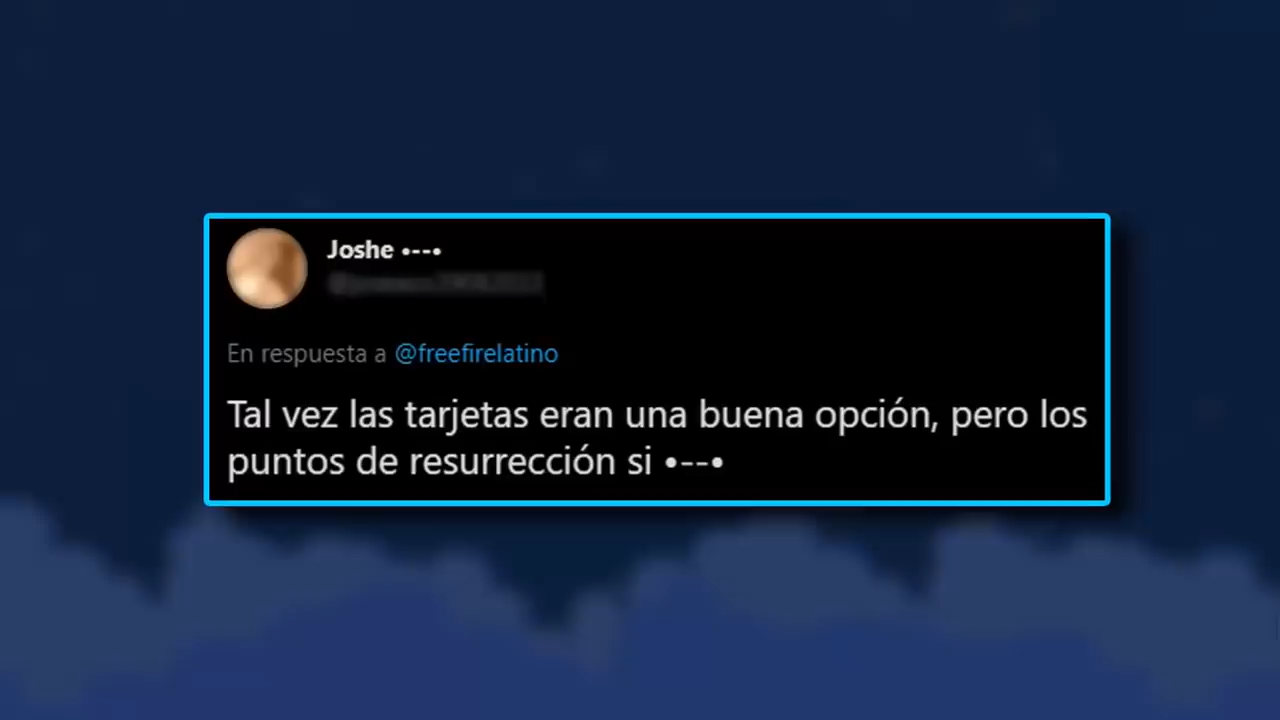 Joshe •---•
En respuesta a @freefirelatino
Tal vez las tarjetas eran una buena opción, pero los
puntos de resurrección si •--•